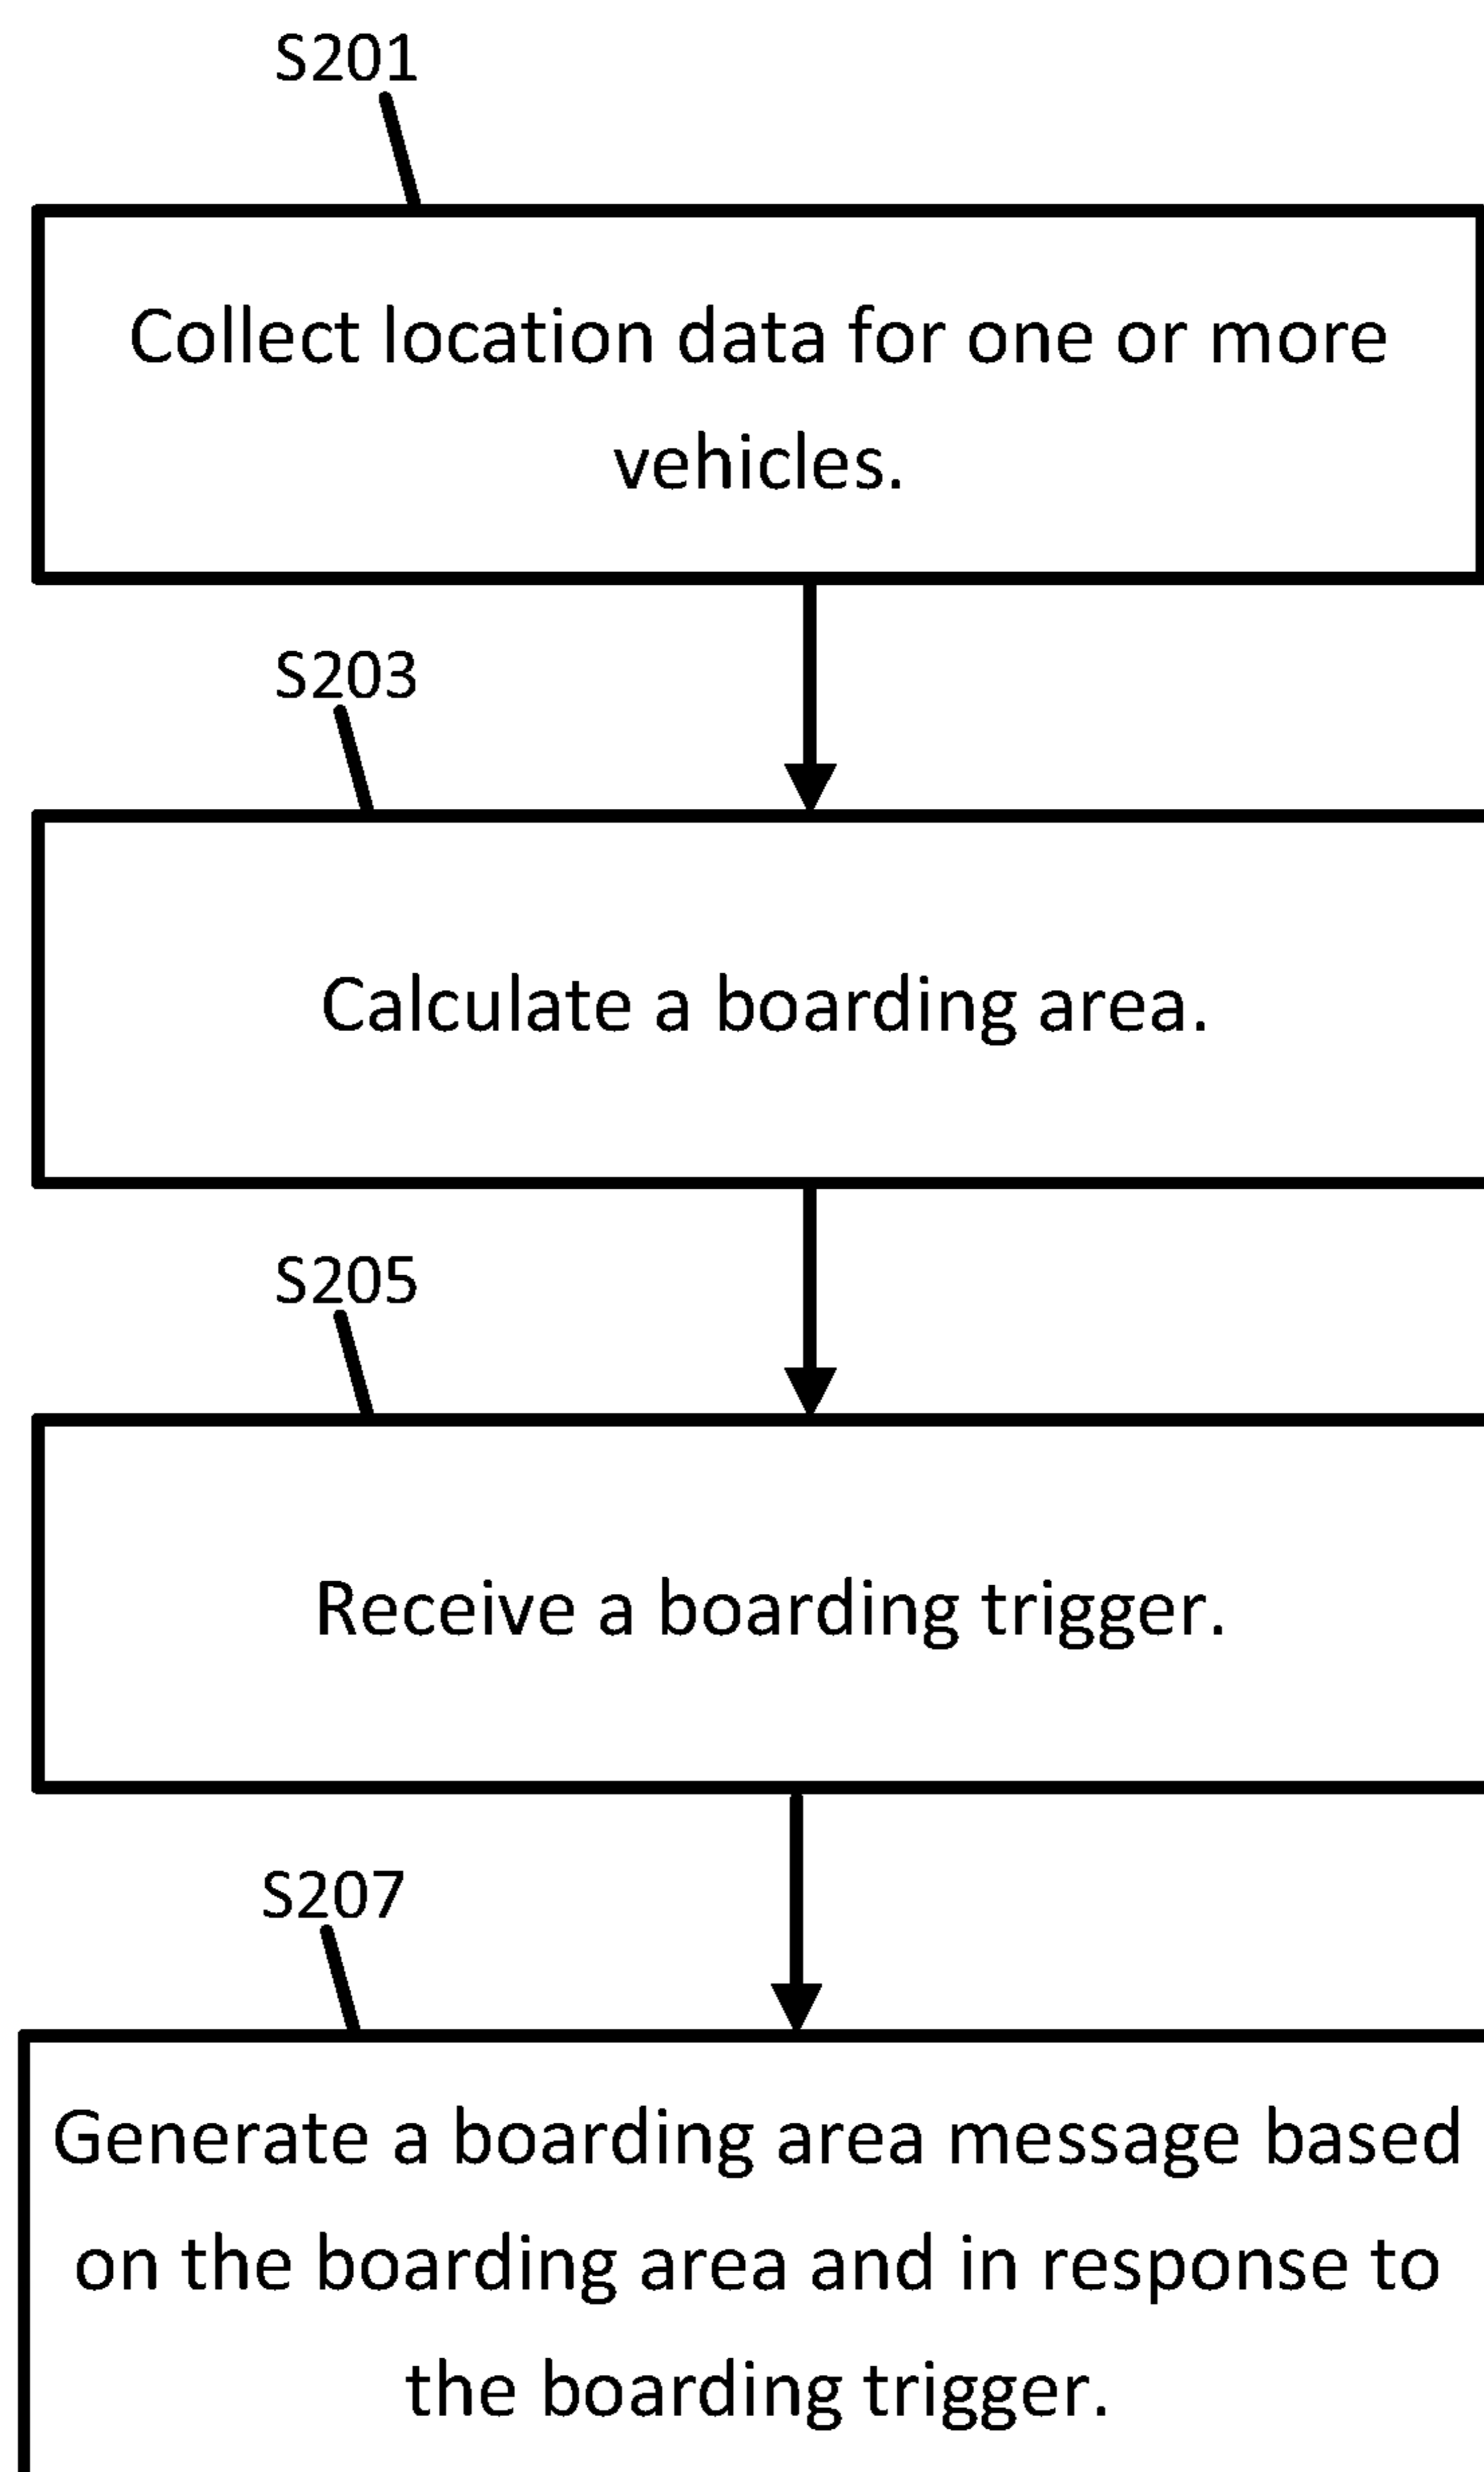 S201
Collect location data for one or more
vehicles.
S203
Calculate a boarding area.
S205
Receive a boarding trigger.
S207
Generate a boarding area message based
on the boarding area and in response to
the boarding trigger.